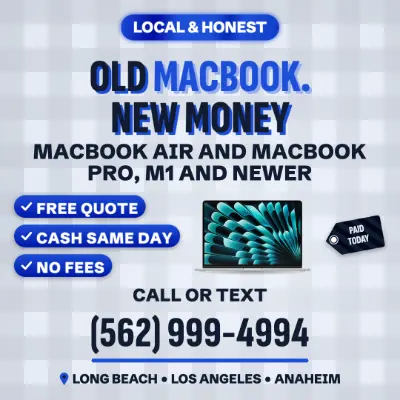 LOCAL & HONEST
OLD MACBOOK.
NEW MONEY
MACBOOK AIR AND MACBOOK
PRO, M1 AND NEWER
FREE QUOTE
CASH SAME DAY
NO FEES
PAID
TODAY
CALL OR TEXT
(562) 999-4994
LONG BEACH • LOS ANGELES • ANAHEIM